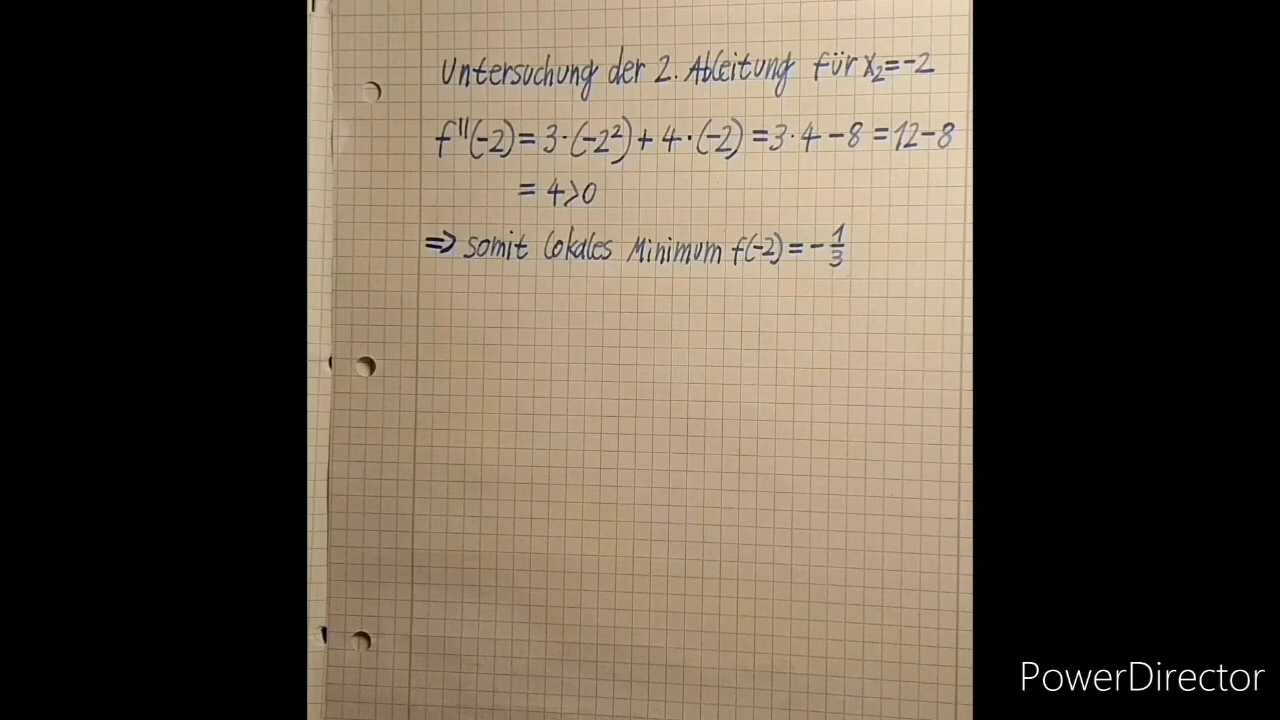 Untersuchung der 2. Ableitung für x₂=-2
f''(-2) = 3·(-2²) + 4·(-2) = 3·4 - 8 = 12 - 8
= 4>0
=> somit lokales Minimum f(-2) = -1/3
PowerDirector